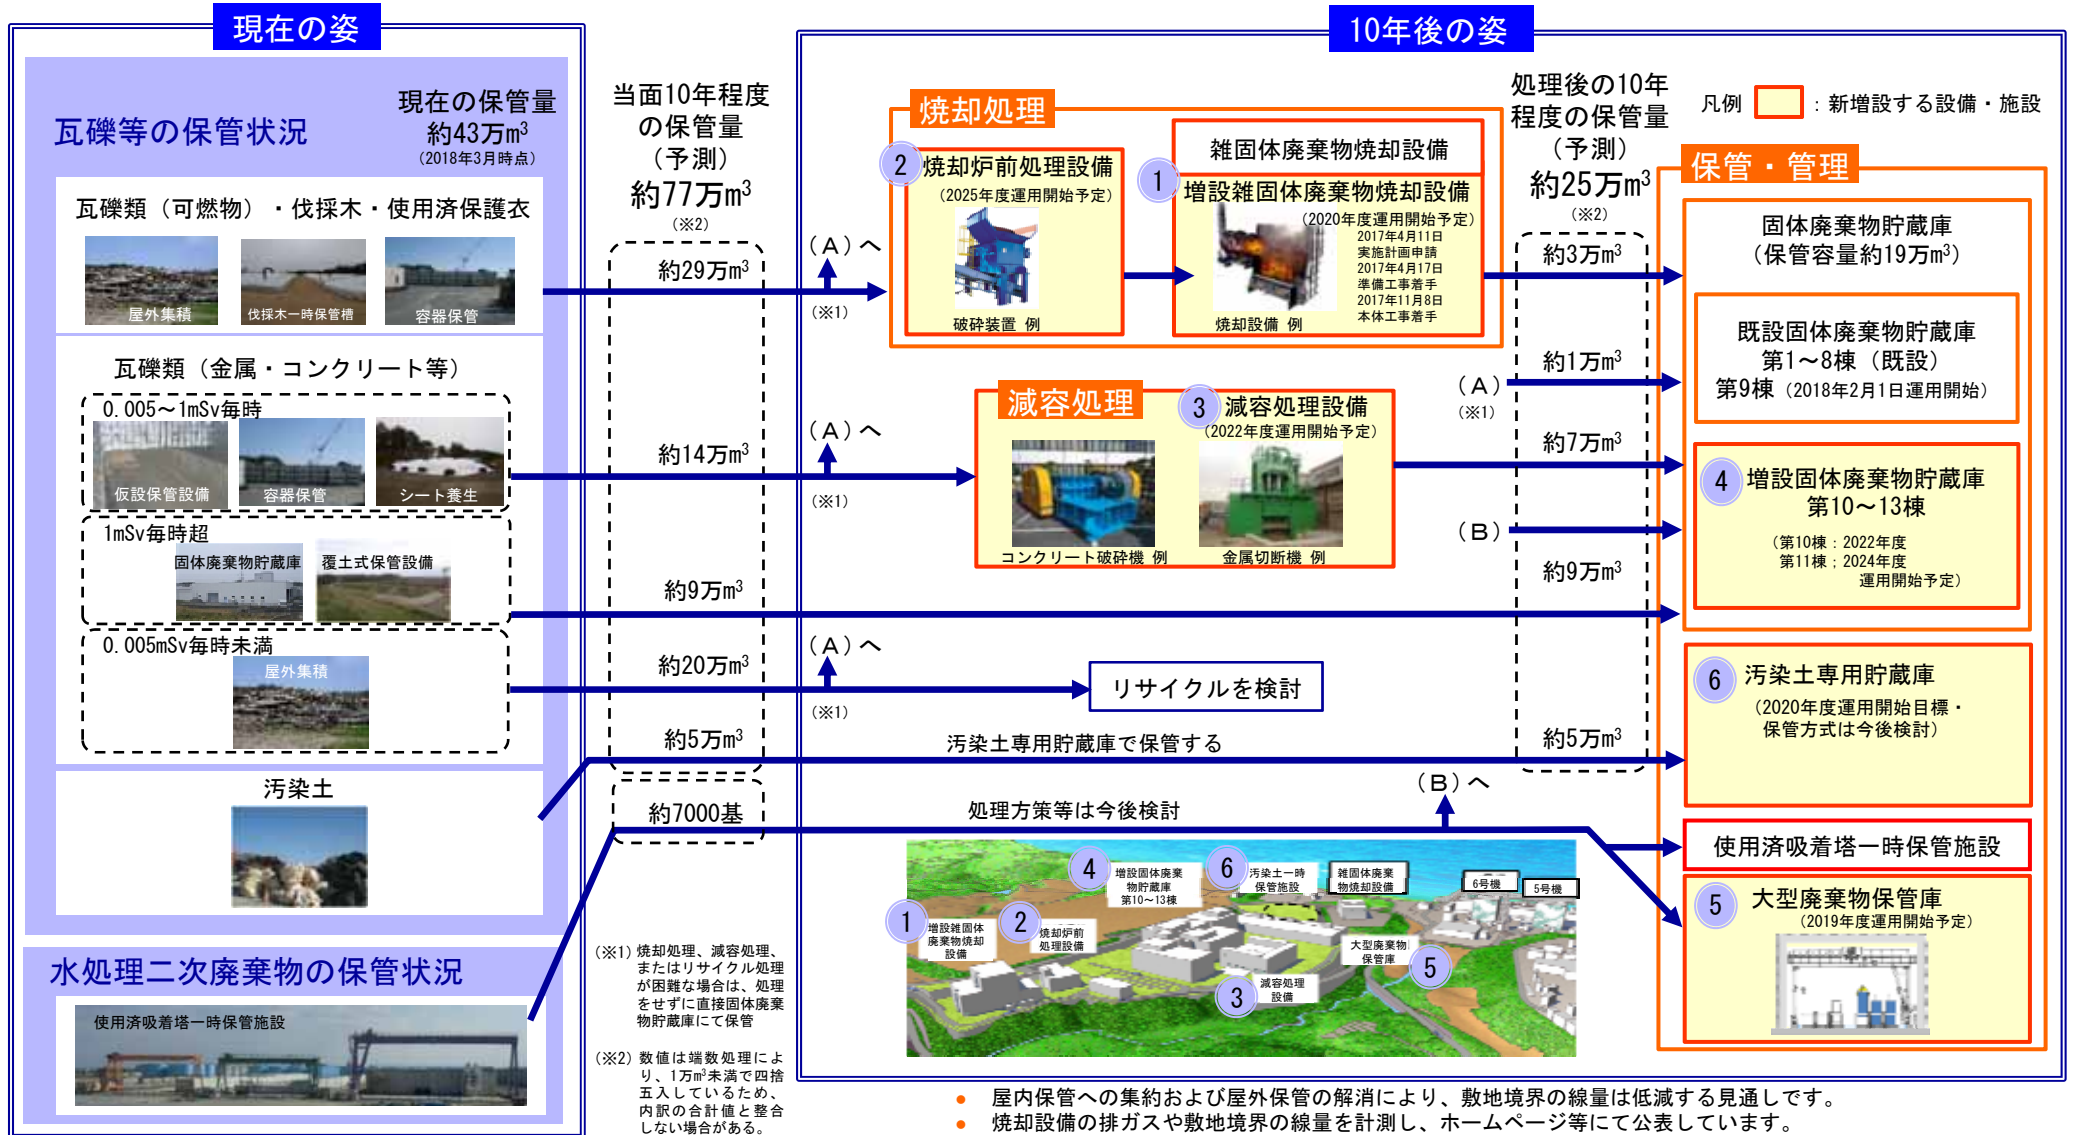 現在の姿
瓦礫等の保管状況
現在の保管量
約43万m³
(2018年3月時点)
瓦礫類（可燃物）・伐採木・使用済保護衣
屋外集積
伐採木一時保管槽
容器保管
瓦礫類（金属・コンクリート等）
0.005～1mSv毎時
仮設保管設備
容器保管
シート養生
1mSv毎時超
固体廃棄物貯蔵庫
覆土式保管設備
0.005mSv毎時未満
屋外集積
汚染土
水処理二次廃棄物の保管状況
使用済吸着塔一時保管施設
当面10年程度
の保管量
（予測）
約77万m³
(※2)
約29万m³
約14万m³
約9万m³
約20万m³
約5万m³
約7000基
(※1) 焼却処理、減容処理、
またはリサイクル処理
が困難な場合は、処理
をせずに直接固体廃棄
物貯蔵庫にて保管
(※2) 数値は端数処理によ
り、1万m³未満で四捨
五入しているため、
内訳の合計値と整合
しない場合がある。
10年後の姿
(A)へ
(※1)
(A)へ
(※1)
(A)へ
(※1)
焼却処理
2
焼却炉前処理設備
(2025年度運用開始予定)
破砕装置 例
雑固体廃棄物焼却設備
1
増設雑固体廃棄物焼却設備
(2020年度運用開始予定)
2017年4月11日
実施計画申請
2017年4月17日
準備工事着手
2017年11月8日
本体工事着手
焼却設備 例
減容処理
3
減容処理設備
(2022年度運用開始予定)
コンクリート破砕機 例
金属切断機 例
リサイクルを検討
汚染土専用貯蔵庫で保管する
処理方策等は今後検討
(B)へ
処理後の10年
程度の保管量
（予測）
約25万m³
(※2)
約3万m³
約1万m³
(A)
(※1)
約7万m³
(B)
約9万m³
約5万m³
凡例
：新増設する設備・施設
保管・管理
固体廃棄物貯蔵庫
（保管容量約19万m³）
既設固体廃棄物貯蔵庫
第1～8棟（既設）
第9棟（2018年2月1日運用開始）
4
増設固体廃棄物貯蔵庫
第10～13棟
（第10棟：2022年度
第11棟：2024年度
運用開始予定）
6
汚染土専用貯蔵庫
（2020年度運用開始目標・
保管方式は今後検討）
使用済吸着塔一時保管施設
5
大型廃棄物保管庫
(2019年度運用開始予定)
4
増設固体廃棄
物貯蔵庫
第10～13棟
6
汚染土一時
保管施設
雑固体廃棄
物焼却設備
6号機
5号機
1
増設雑固体
廃棄物焼却
設備
2
焼却炉前
処理設備
大型廃棄物
保管庫
5
3
減容処理
設備
● 屋内保管への集約および屋外保管の解消により、敷地境界の線量は低減する見通しです。
● 焼却設備の排ガスや敷地境界の線量を計測し、ホームページ等にて公表しています。